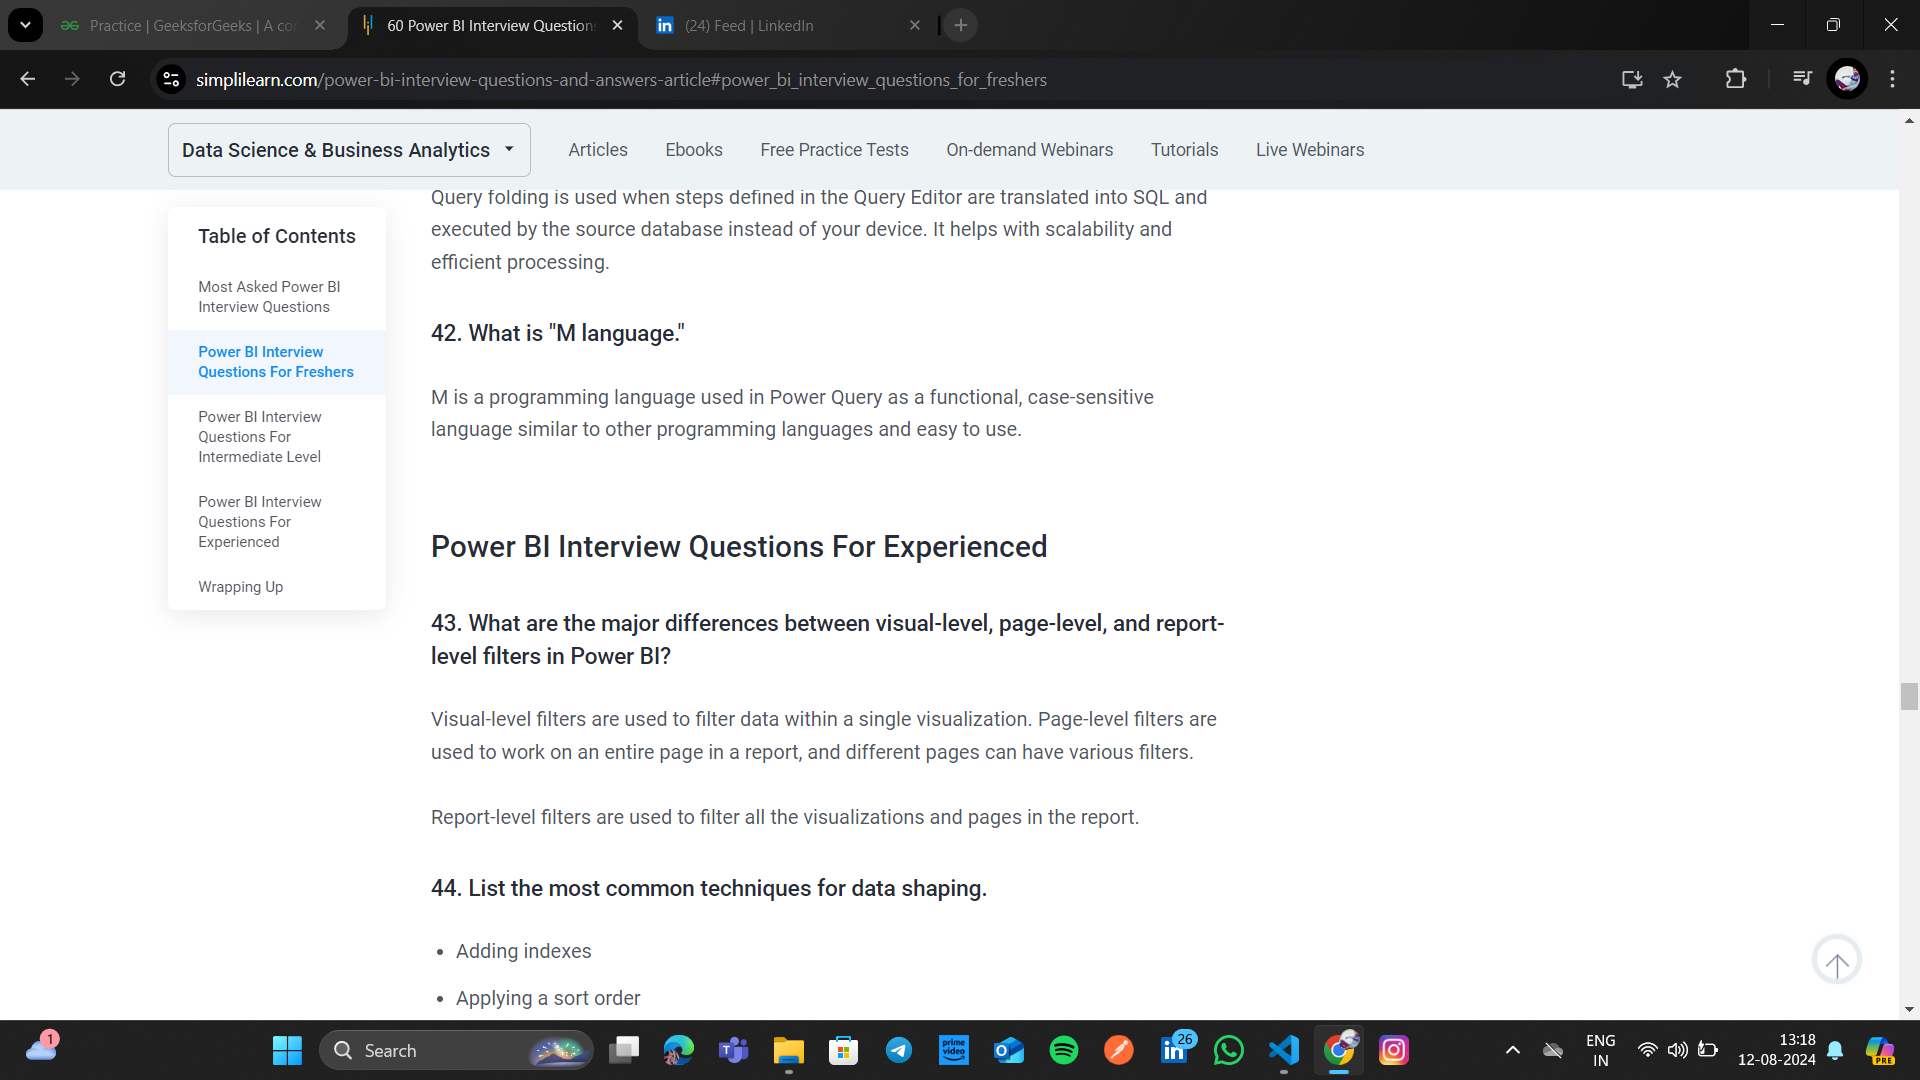 Practice | GeeksforGeeks | A co
60 Power BI Interview Question
(24) Feed | LinkedIn
simplilearn.com/power-bi-interview-questions-and-answers-article#power_bi_interview_questions_for_freshers
Data Science & Business Analytics
Articles
Ebooks
Free Practice Tests
On-demand Webinars
Tutorials
Live Webinars
Table of Contents
Most Asked Power BI
Interview Questions
Power BI Interview
Questions For Freshers
Power BI Interview
Questions For
Intermediate Level
Power BI Interview
Questions For
Experienced
Wrapping Up
Query folding is used when steps defined in the Query Editor are translated into SQL and
executed by the source database instead of your device. It helps with scalability and
efficient processing.
42. What is "M language."
M is a programming language used in Power Query as a functional, case-sensitive
language similar to other programming languages and easy to use.
Power BI Interview Questions For Experienced
43. What are the major differences between visual-level, page-level, and report-
level filters in Power BI?
Visual-level filters are used to filter data within a single visualization. Page-level filters are
used to work on an entire page in a report, and different pages can have various filters.
Report-level filters are used to filter all the visualizations and pages in the report.
44. List the most common techniques for data shaping.
• Adding indexes
• Applying a sort order
1
Search
prime video
26
ENG
IN
13:18
12-08-2024
PRE